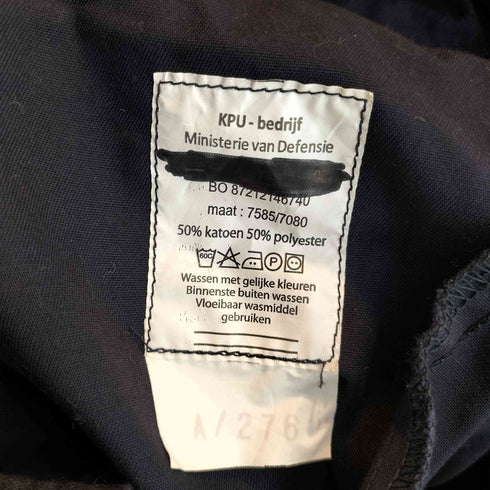 KPU - bedrijf
Ministerie van Defensie
BO 87212146740
maat : 7585/7080
50% katoen 50% polyester
60C P
Wassen met gelijke kleuren
Binnenste buiten wassen
Vloeibaar wasmiddel
gebruiken
A/276